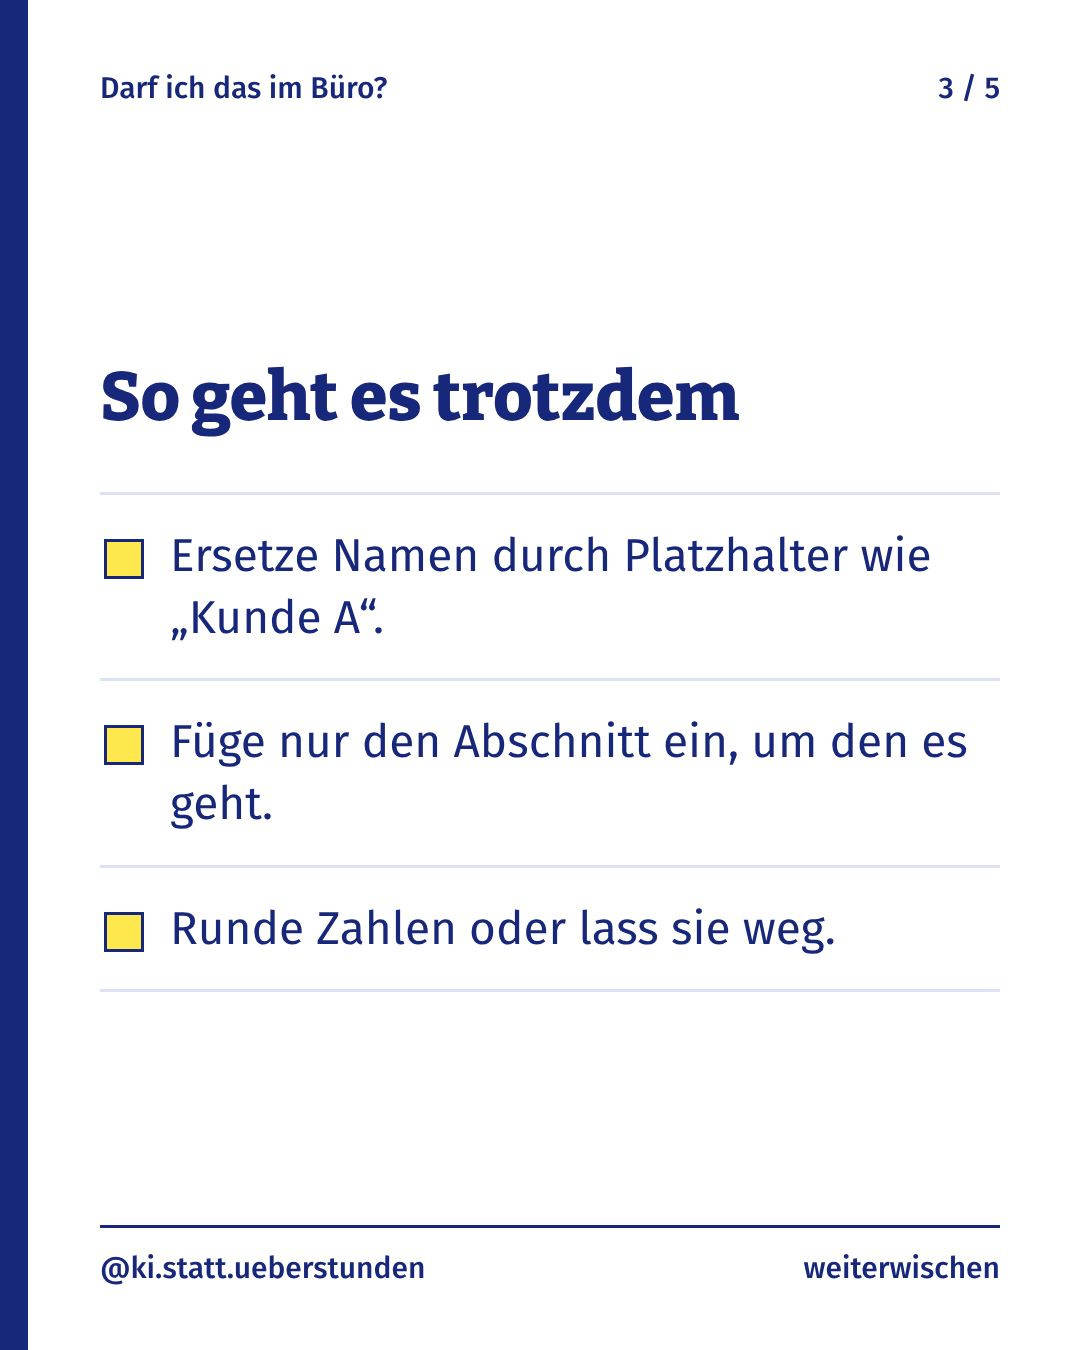 Darf ich das im Büro?
3 / 5
So geht es trotzdem
Ersetze Namen durch Platzhalter wie
„Kunde A“.
Füge nur den Abschnitt ein, um den es
geht.
Runde Zahlen oder lass sie weg.
@ki.statt.ueberstunden
weiterwischen